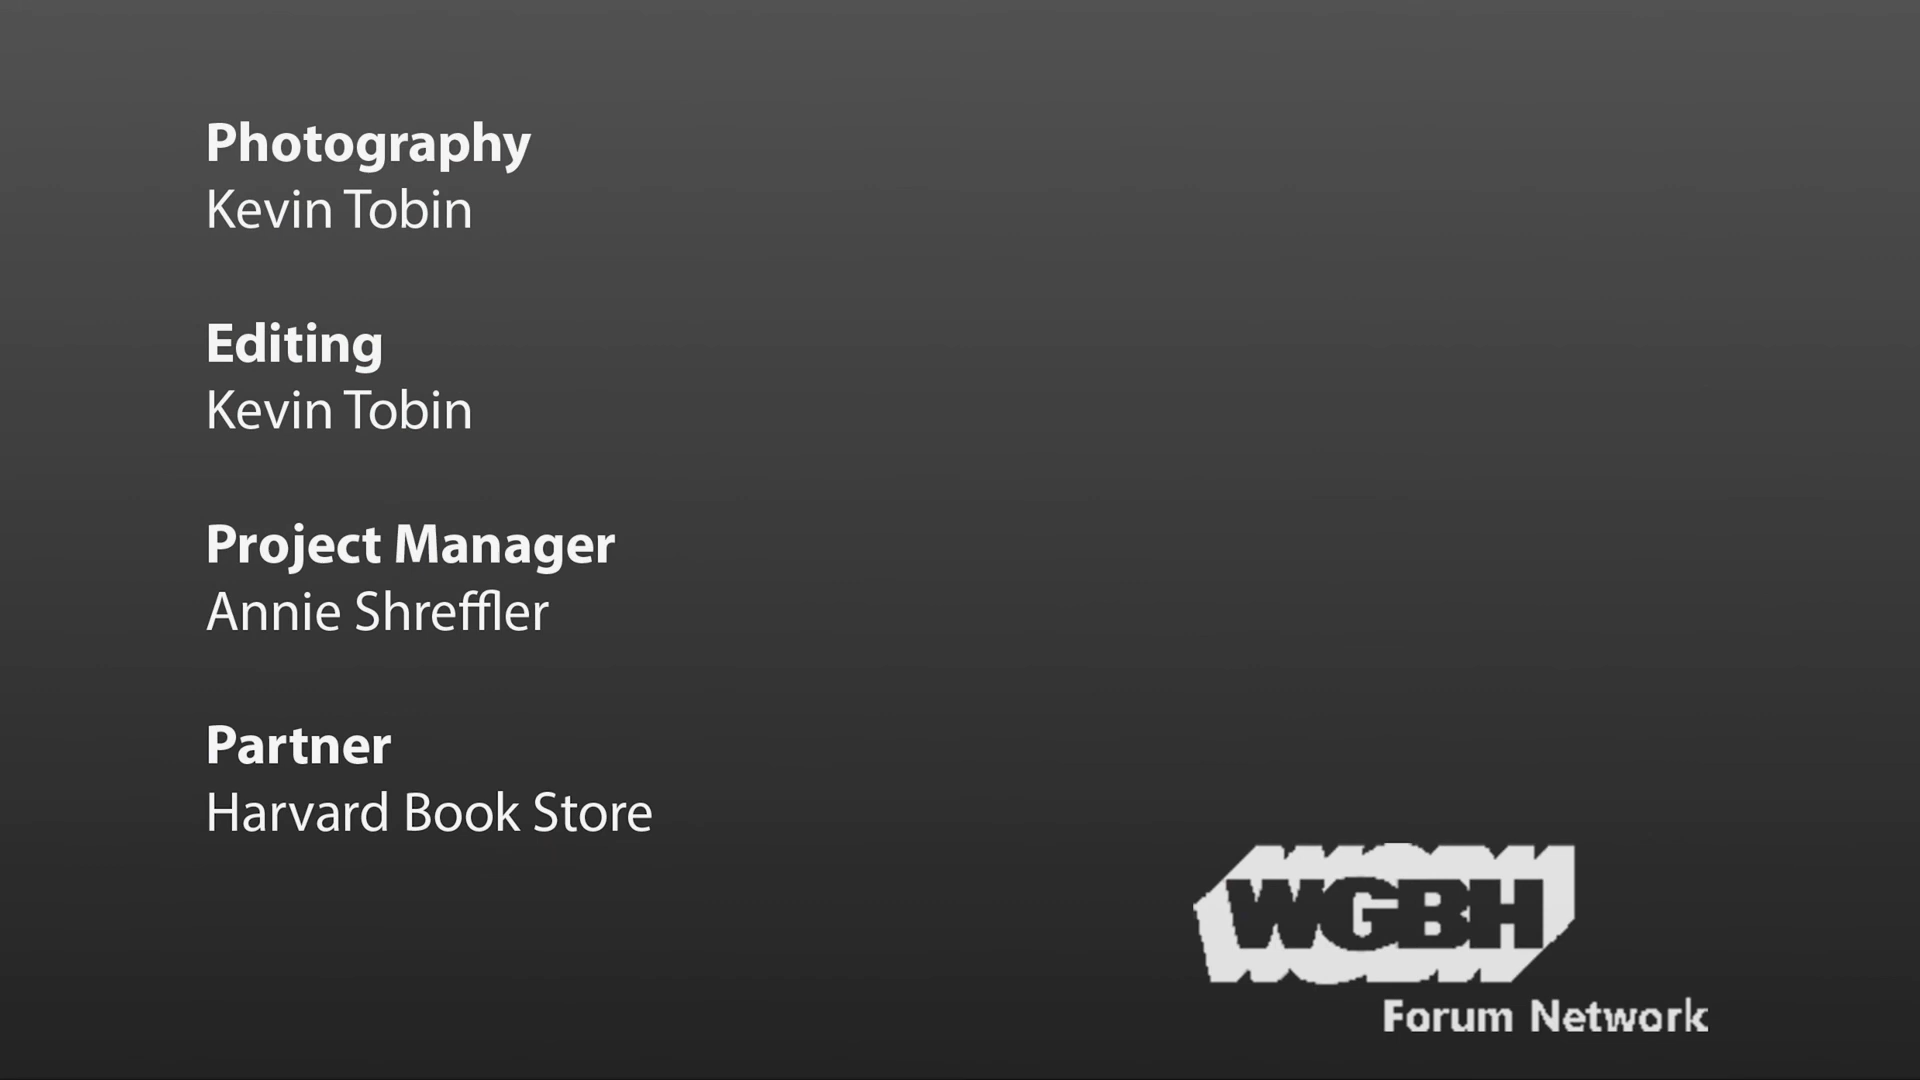 Photography
Kevin Tobin
Editing
Kevin Tobin
Project Manager
Annie Shreffler
Partner
Harvard Book Store
WGBH
Forum Network